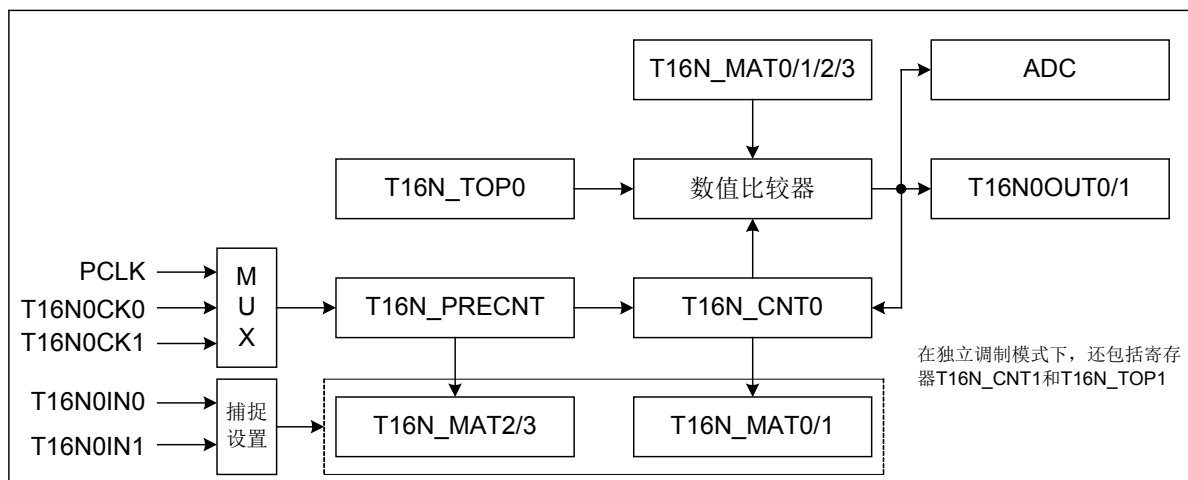 T16N_MAT0/1/2/3
ADC
T16N_TOP0
数值比较器
T16N0OUT0/1
PCLK
T16N0CK0
T16N0CK1
M
U
X
T16N_PRECNT
T16N_CNT0
在独立调制模式下，还包括寄存
器T16N_CNT1和T16N_TOP1
T16N0IN0
T16N0IN1
捕捉
设置
T16N_MAT2/3
T16N_MAT0/1